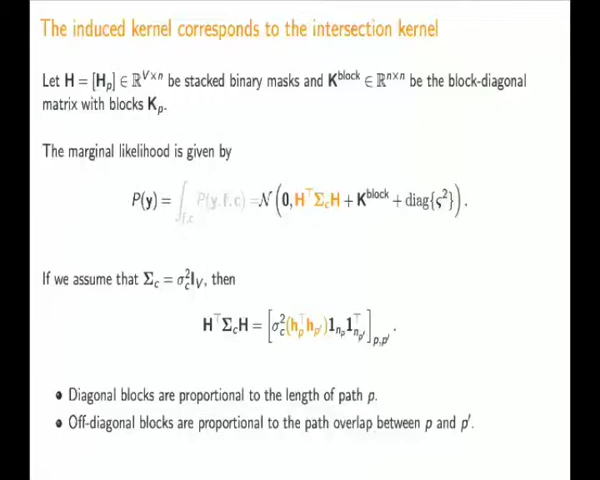 The induced kernel corresponds to the intersection kernel
Let H = [H_p] ∈ ℝ^{V×n} be stacked binary masks and K^{block} ∈ ℝ^{n×n} be the block-diagonal
matrix with blocks K_p.
The marginal likelihood is given by
P(y) = ∫_{f,c} P(y, f, c) = 𝒩(0, H^⊤Σ_cH + K^{block} + diag{ς²}).
If we assume that Σ_c = σ_c²I_V, then
H^⊤Σ_cH = [σ_c²(h_p^⊤h_{p′})1_{n_p}1_{n_{p′}}^⊤]_{p,p′}.
• Diagonal blocks are proportional to the length of path p.
• Off-diagonal blocks are proportional to the path overlap between p and p′.